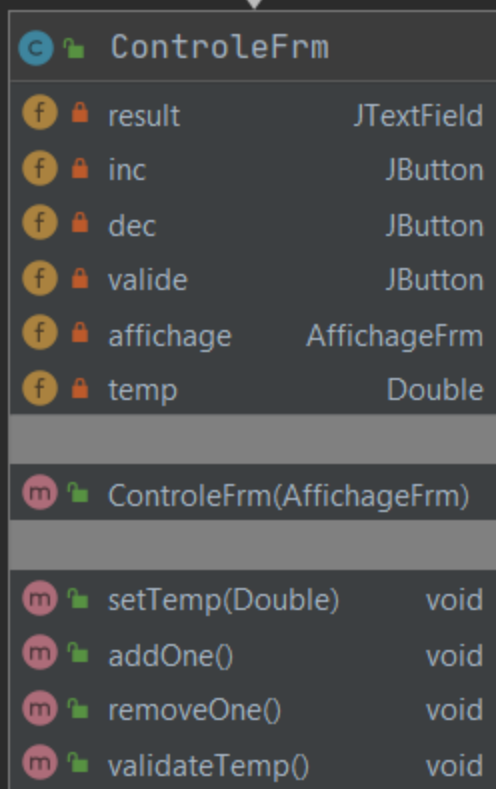 C ControleFrm
f result JTextField
f inc JButton
f dec JButton
f valide JButton
f affichage AffichageFrm
f temp Double
m ControleFrm(AffichageFrm)
m setTemp(Double) void
m addOne() void
m removeOne() void
m validateTemp() void